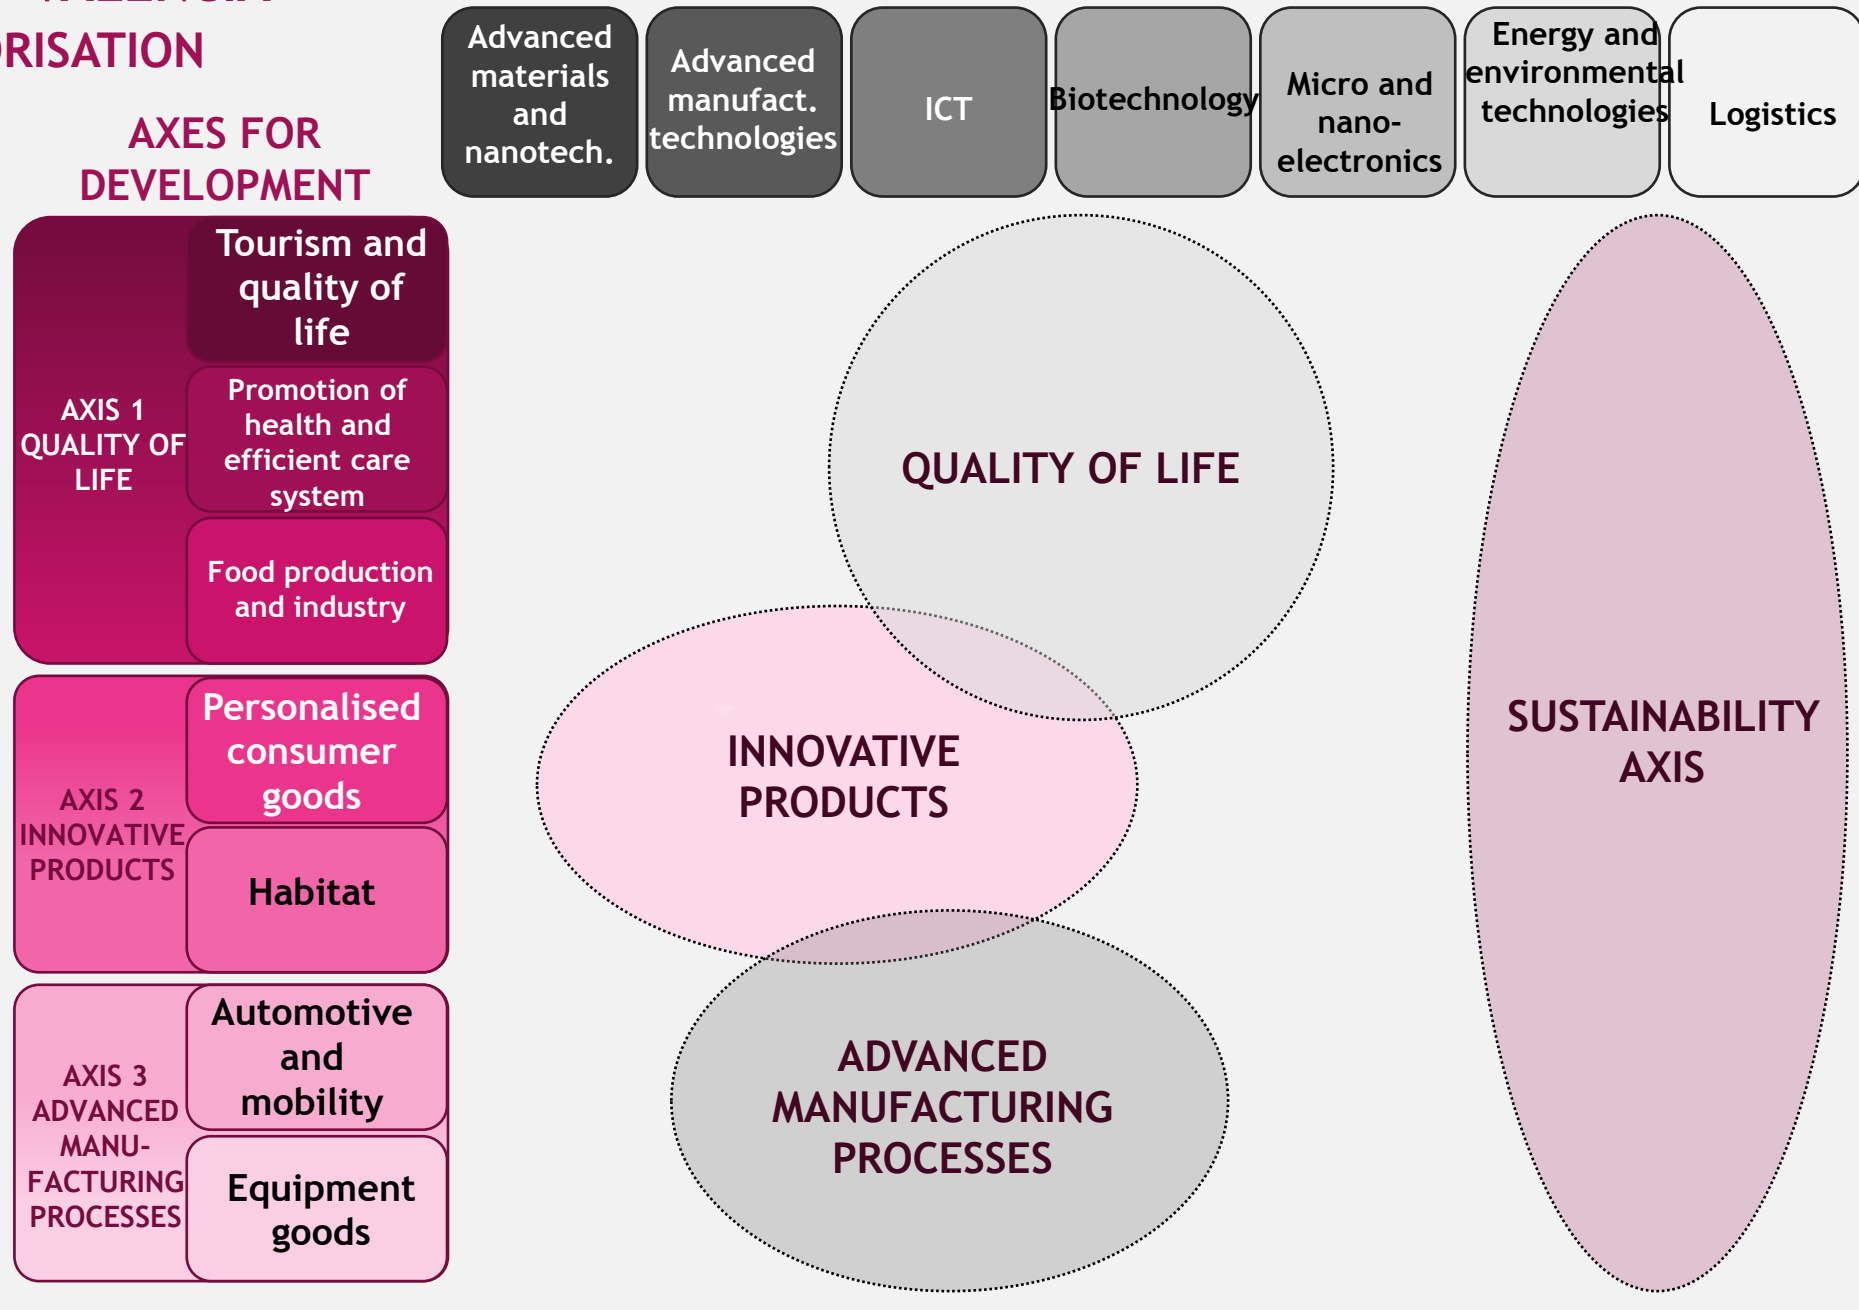 RISATION
AXES FOR
DEVELOPMENT
Advanced
materials
and
nanotech.
Advanced
manufact.
technologies
ICT
Biotechnology
Micro and
nano-
electronics
Energy and
environmental
technologies
Logistics
AXIS 1
QUALITY OF
LIFE
Tourism and
quality of
life
Promotion of
health and
efficient care
system
Food production
and industry
AXIS 2
INNOVATIVE
PRODUCTS
Personalised
consumer
goods
Habitat
AXIS 3
ADVANCED
MANU-
FACTURING
PROCESSES
Automotive
and
mobility
Equipment
goods
QUALITY OF LIFE
INNOVATIVE
PRODUCTS
ADVANCED
MANUFACTURING
PROCESSES
SUSTAINABILITY
AXIS